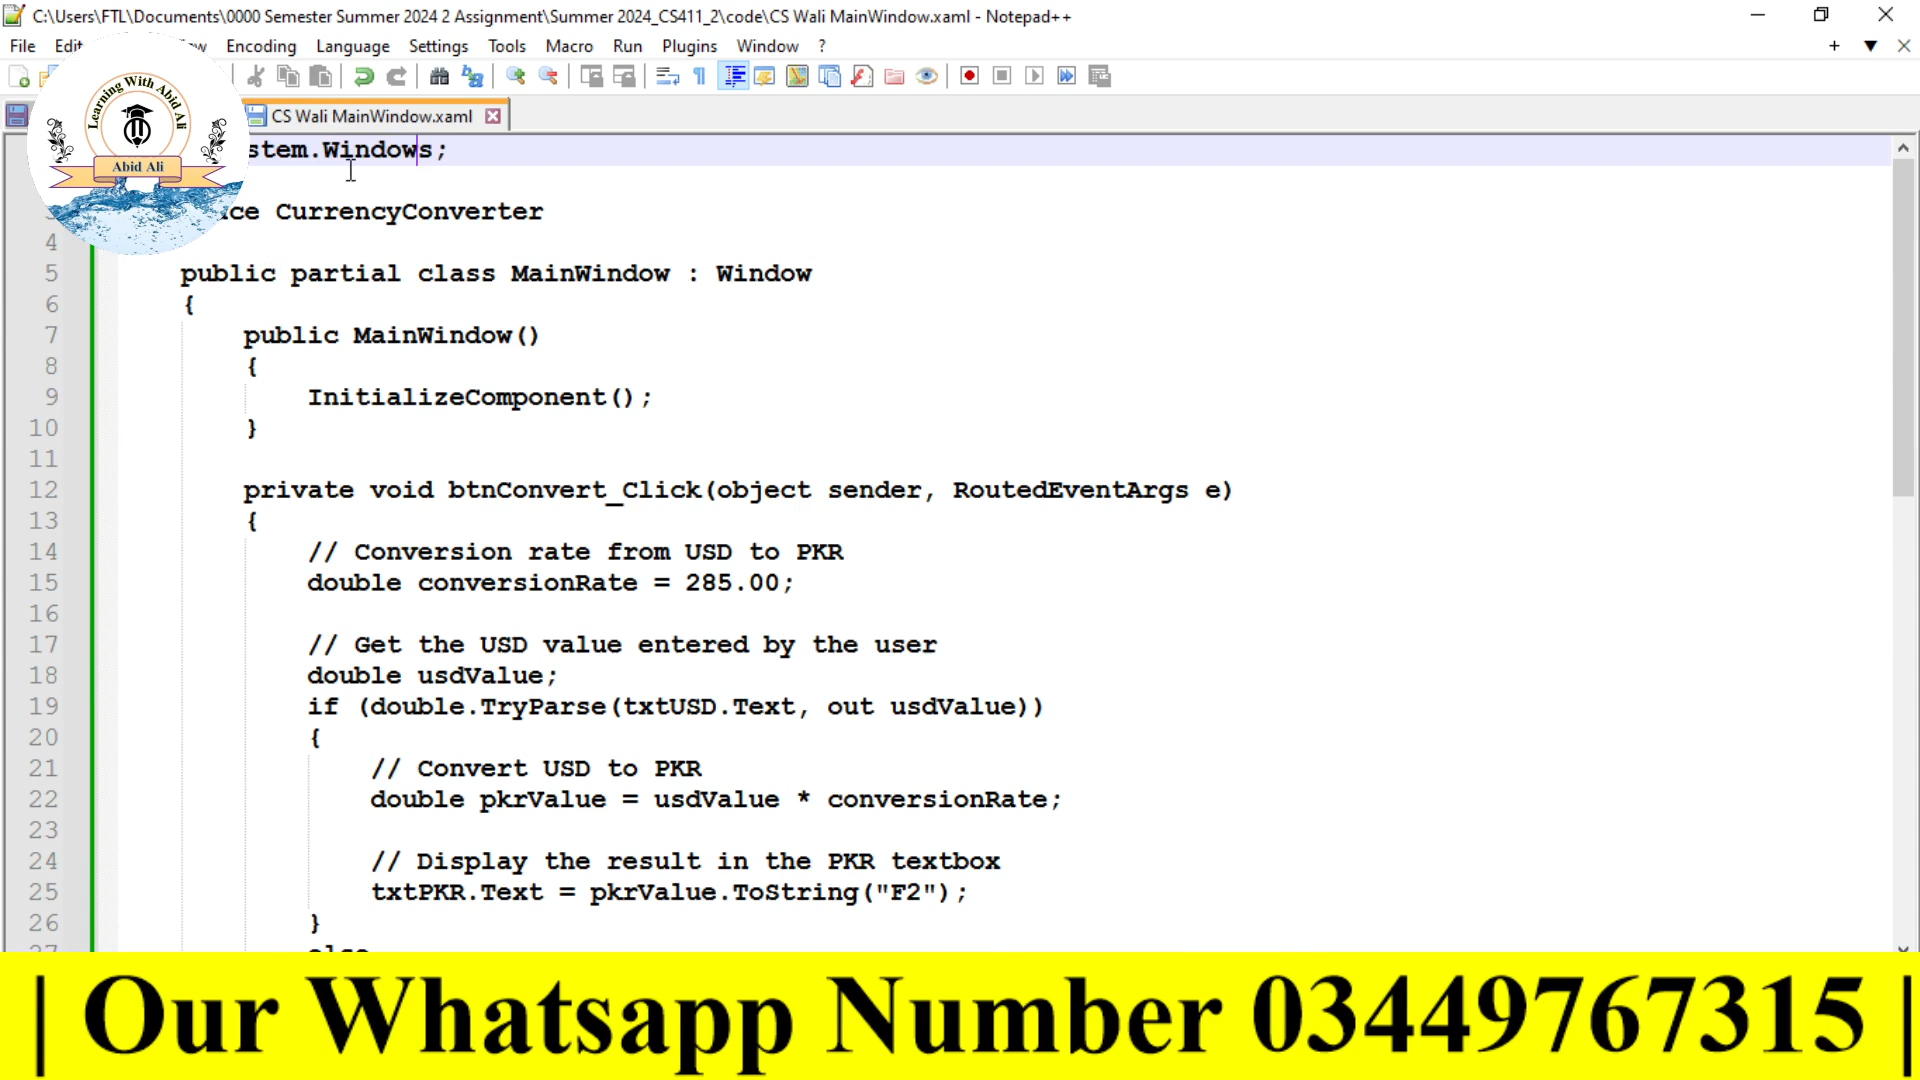 C:\Users\FTL\Documents\0000 Semester Summer 2024 2 Assignment\Summer 2024_CS411_2\code\CS Wali MainWindow.xaml - Notepad++
File Edit Encoding Language Settings Tools Macro Run Plugins Window ?
Learning With Abid Ali
Abid Ali
CS Wali MainWindow.xaml
stem.Windows;
ce CurrencyConverter
4
5 public partial class MainWindow : Window
6 {
7 public MainWindow()
8 {
9 InitializeComponent();
10 }
11
12 private void btnConvert_Click(object sender, RoutedEventArgs e)
13 {
14 // Conversion rate from USD to PKR
15 double conversionRate = 285.00;
16
17 // Get the USD value entered by the user
18 double usdValue;
19 if (double.TryParse(txtUSD.Text, out usdValue))
20 {
21 // Convert USD to PKR
22 double pkrValue = usdValue * conversionRate;
23
24 // Display the result in the PKR textbox
25 txtPKR.Text = pkrValue.ToString("F2");
26 }
| Our Whatsapp Number 03449767315 |